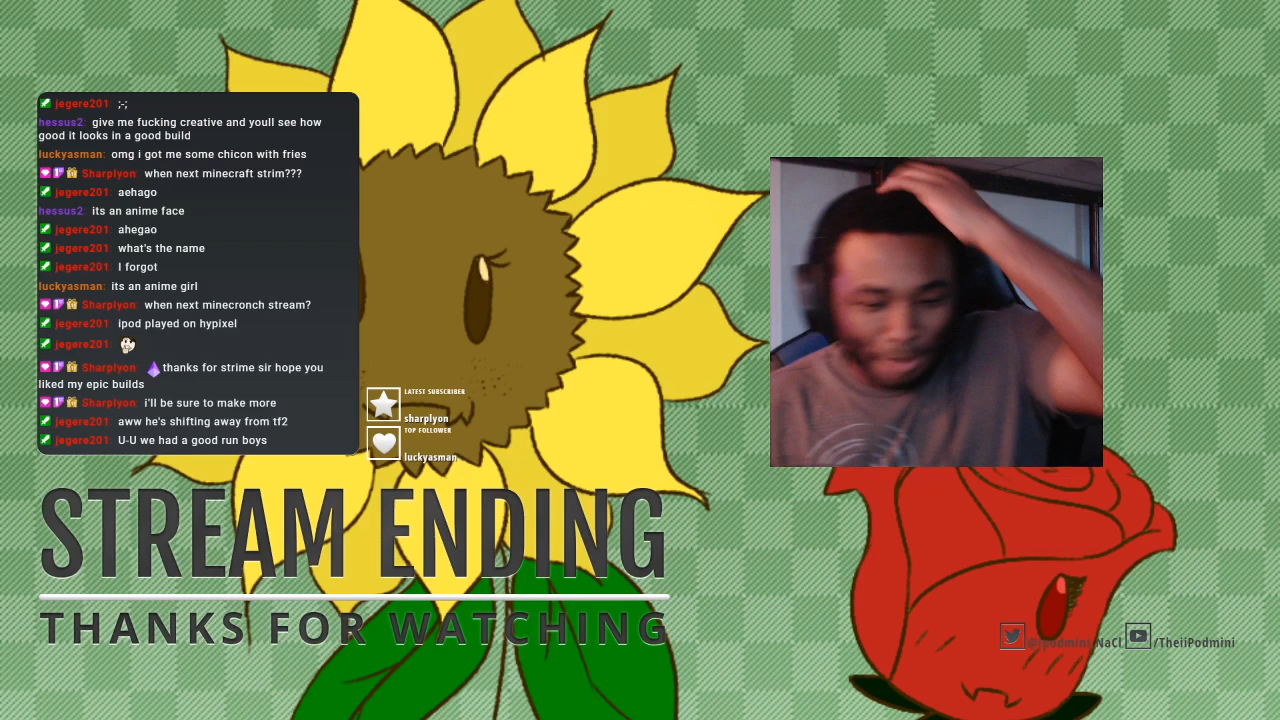 jegere201: ;-;
hessus2: give me fucking creative and youll see how
good it looks in a good build
luckyasman: omg i got me some chicon with fries
Sharplyon: when next minecraft strim???
jegere201: aehago
hessus2: its an anime face
jegere201: ahegao
jegere201: what's the name
jegere201: I forgot
luckyasman: its an anime girl
Sharplyon: when next minecronch stream?
jegere201: ipod played on hypixel
jegere201:
Sharplyon: thanks for strime sir hope you
liked my epic builds
Sharplyon: i'll be sure to make more
jegere201: aww he's shifting away from tf2
jegere201: U-U we had a good run boys
LATEST SUBSCRIBER
sharplyon
TOP FOLLOWER
luckyasman
STREAM ENDING
THANKS FOR WATCHING
@ipodmini_NaCl
/TheiiPodmini